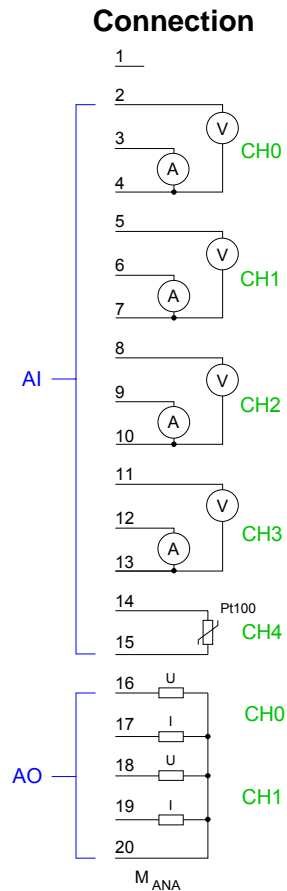 Connection
1
2
V
3
CH0
A
4
5
V
6
CH1
A
7
8
V
AI
9
CH2
A
10
11
V
12
CH3
A
13
14
Pt100
CH4
15
16 U
CH0
17 I
18 U
AO
CH1
19 I
20
M ANA